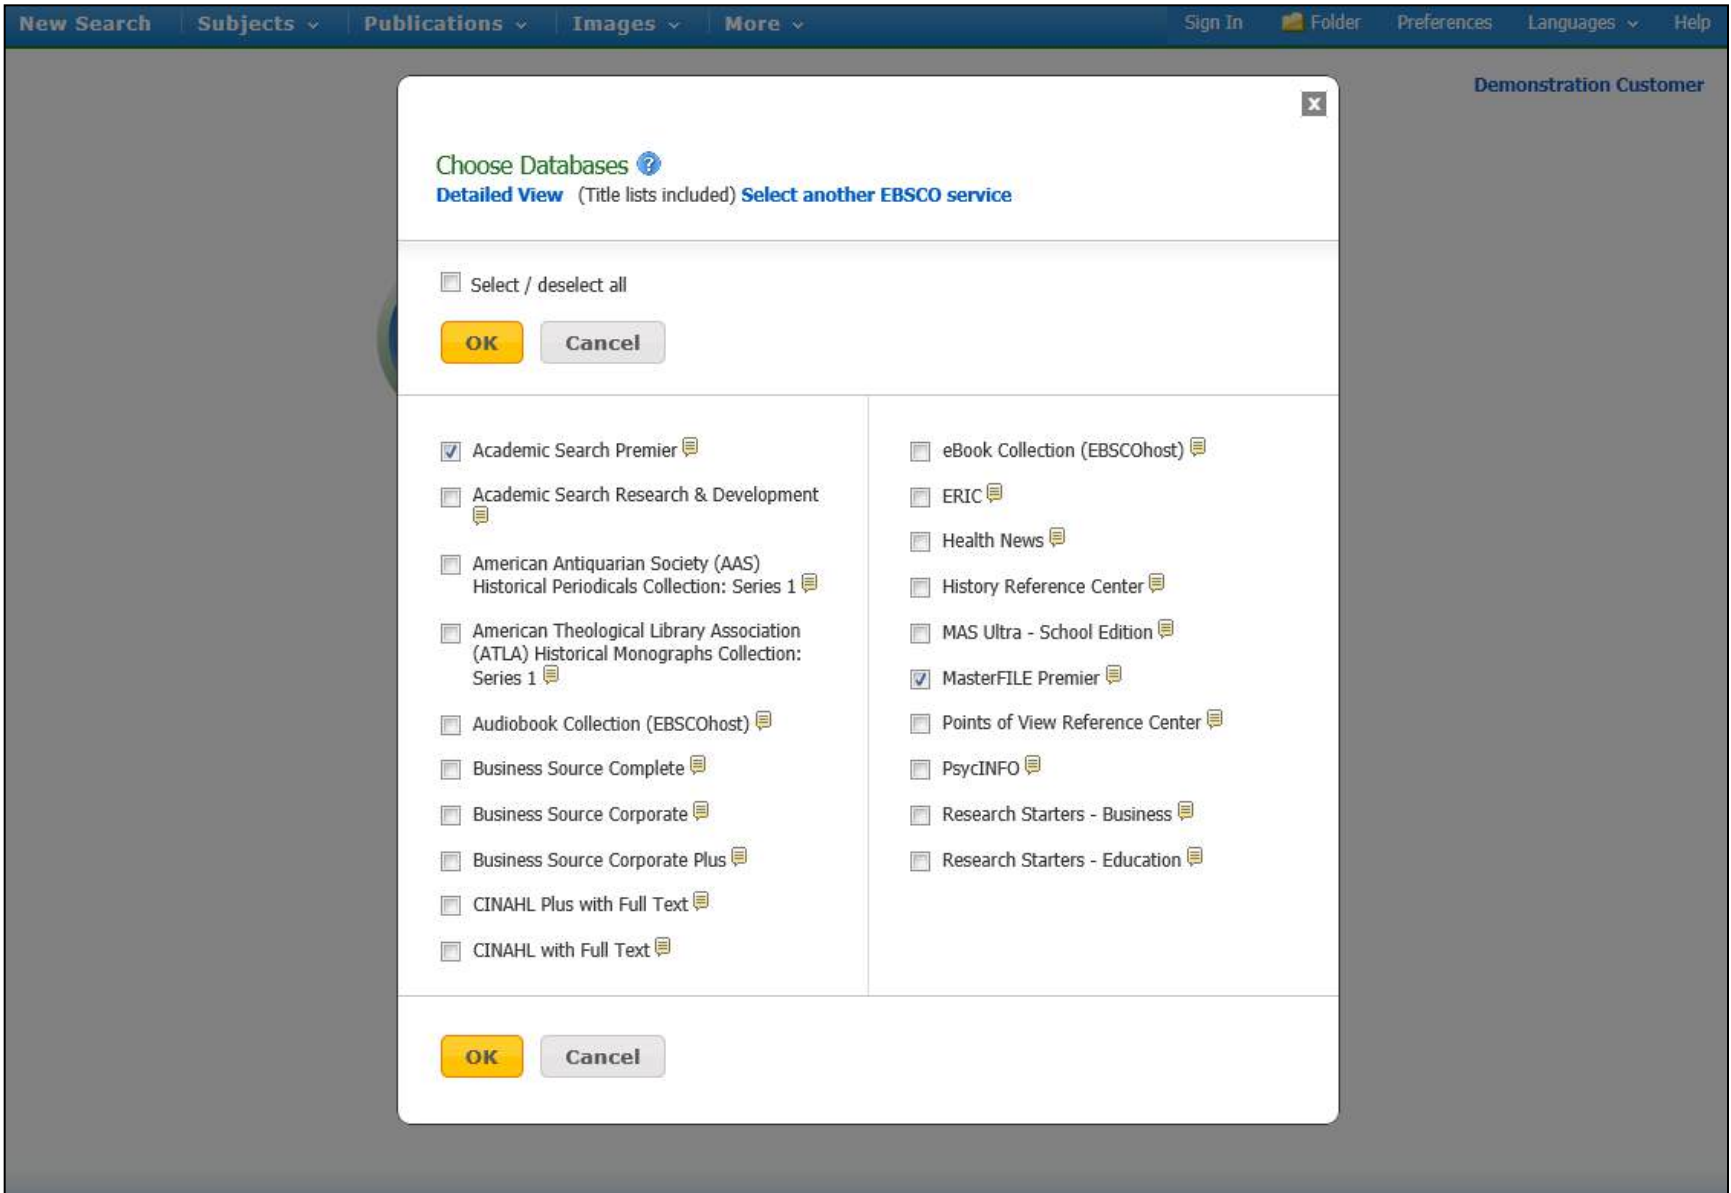 New Search Subjects Publications Images More Sign In Folder Preferences Languages Help
Demonstration Customer
x
Choose Databases ?
Detailed View (Title lists included) Select another EBSCO service
Select / deselect all
OK Cancel
Academic Search Premier
Academic Search Research & Development
American Antiquarian Society (AAS)
Historical Periodicals Collection: Series 1
American Theological Library Association
(ATLA) Historical Monographs Collection:
Series 1
Audiobook Collection (EBSCOhost)
Business Source Complete
Business Source Corporate
Business Source Corporate Plus
CINAHL Plus with Full Text
CINAHL with Full Text
eBook Collection (EBSCOhost)
ERIC
Health News
History Reference Center
MAS Ultra - School Edition
MasterFILE Premier
Points of View Reference Center
PsycINFO
Research Starters - Business
Research Starters - Education
OK Cancel